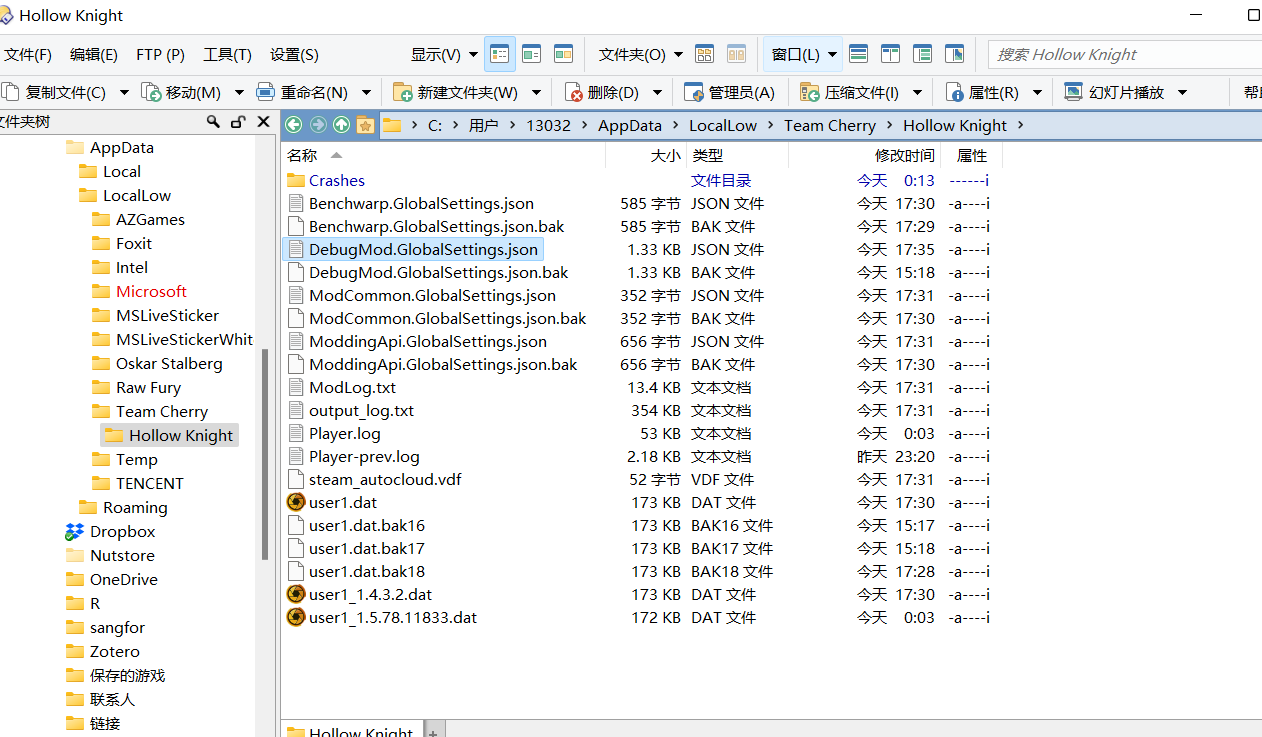 Hollow Knight
文件(F) 编辑(E) FTP (P) 工具(T) 设置(S) 显示(V) 文件夹(O) 窗口(L) 搜索 Hollow Knight
复制文件(C) 移动(M) 重命名(N) 新建文件夹(W) 删除(D) 管理员(A) 压缩文件(I) 属性(R) 幻灯片播放 帮
文件夹树
C: 用户 13032 AppData LocalLow Team Cherry Hollow Knight
AppData
Local
LocalLow
AZGames
Foxit
Intel
Microsoft
MSLiveSticker
MSLiveStickerWhit
Oskar Stalberg
Raw Fury
Team Cherry
Hollow Knight
Temp
TENCENT
Roaming
Dropbox
Nutstore
OneDrive
R
sangfor
Zotero
保存的游戏
联系人
链接
名称 大小 类型 修改时间 属性
Crashes 文件目录 今天 0:13 ------i
Benchwarp.GlobalSettings.json 585 字节 JSON 文件 今天 17:30 -a----i
Benchwarp.GlobalSettings.json.bak 585 字节 BAK 文件 今天 17:29 -a----i
DebugMod.GlobalSettings.json 1.33 KB JSON 文件 今天 17:35 -a----i
DebugMod.GlobalSettings.json.bak 1.33 KB BAK 文件 今天 15:18 -a----i
ModCommon.GlobalSettings.json 352 字节 JSON 文件 今天 17:31 -a----i
ModCommon.GlobalSettings.json.bak 352 字节 BAK 文件 今天 17:30 -a----i
ModdingApi.GlobalSettings.json 656 字节 JSON 文件 今天 17:31 -a----i
ModdingApi.GlobalSettings.json.bak 656 字节 BAK 文件 今天 17:30 -a----i
ModLog.txt 13.4 KB 文本文档 今天 17:31 -a----i
output_log.txt 354 KB 文本文档 今天 17:31 -a----i
Player.log 53 KB 文本文档 今天 0:03 -a----i
Player-prev.log 2.18 KB 文本文档 昨天 23:20 -a----i
steam_autocloud.vdf 52 字节 VDF 文件 今天 17:31 -a----i
user1.dat 173 KB DAT 文件 今天 17:30 -a----i
user1.dat.bak16 173 KB BAK16 文件 今天 15:17 -a----i
user1.dat.bak17 173 KB BAK17 文件 今天 15:18 -a----i
user1.dat.bak18 173 KB BAK18 文件 今天 17:28 -a----i
user1_1.4.3.2.dat 173 KB DAT 文件 今天 17:30 -a----i
user1_1.5.78.11833.dat 172 KB DAT 文件 今天 0:03 -a----i
Hollow Knight